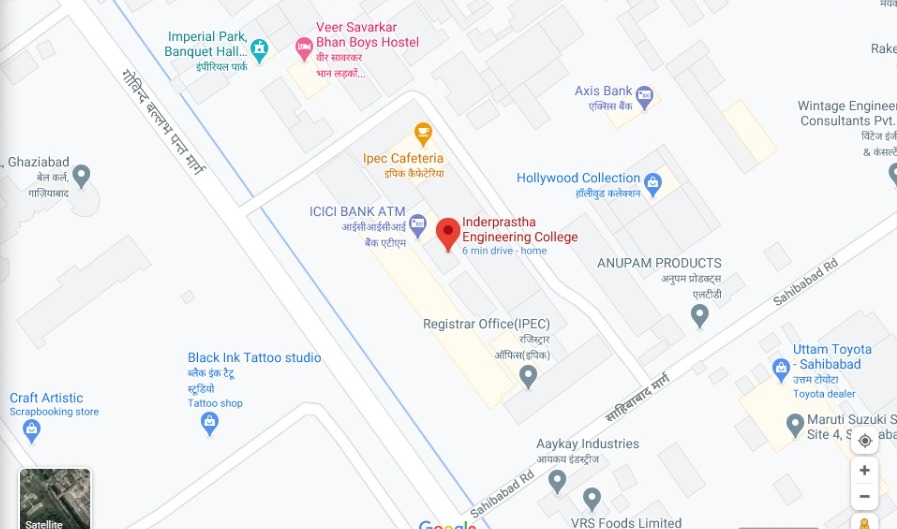 मयंक
Veer Savarkar
Bhan Boys Hostel
वीर सावरकर
भान लड़कों...
Imperial Park,
Banquet Hall...
इंपीरियल पार्क
Rake
Axis Bank
एक्सिस बैंक
गोविन्द बल्लभ पन्त मार्ग
Wintage Engineer
Consultants Pvt.
विंटेज इंजी
& कंसल्टें
Ipec Cafeteria
इपिक कैफेटेरिया
., Ghaziabad
बेल कर्ल,
गाज़ियाबाद
Hollywood Collection
हॉलीवुड कलेक्शन
ICICI BANK ATM
आईसीआईसीआई
बैंक एटीएम
Inderprastha
Engineering College
6 min drive - home
ANUPAM PRODUCTS
अनुपम प्रोडक्ट्स
एलटीडी
Sahibabad Rd
Registrar Office(IPEC)
रजिस्ट्रार
ऑफिस(इपिक)
Black Ink Tattoo studio
ब्लैक इंक टैटू
स्टूडियो
Tattoo shop
Uttam Toyota
- Sahibabad
उत्तम टोयोटा
Toyota dealer
साहिबाबाद मार्ग
Craft Artistic
Scrapbooking store
Maruti Suzuki S
Site 4, S
Aaykay Industries
आयकय इंडस्ट्रीज
Sahibabad Rd
VRS Foods Limited
Satellite
Google